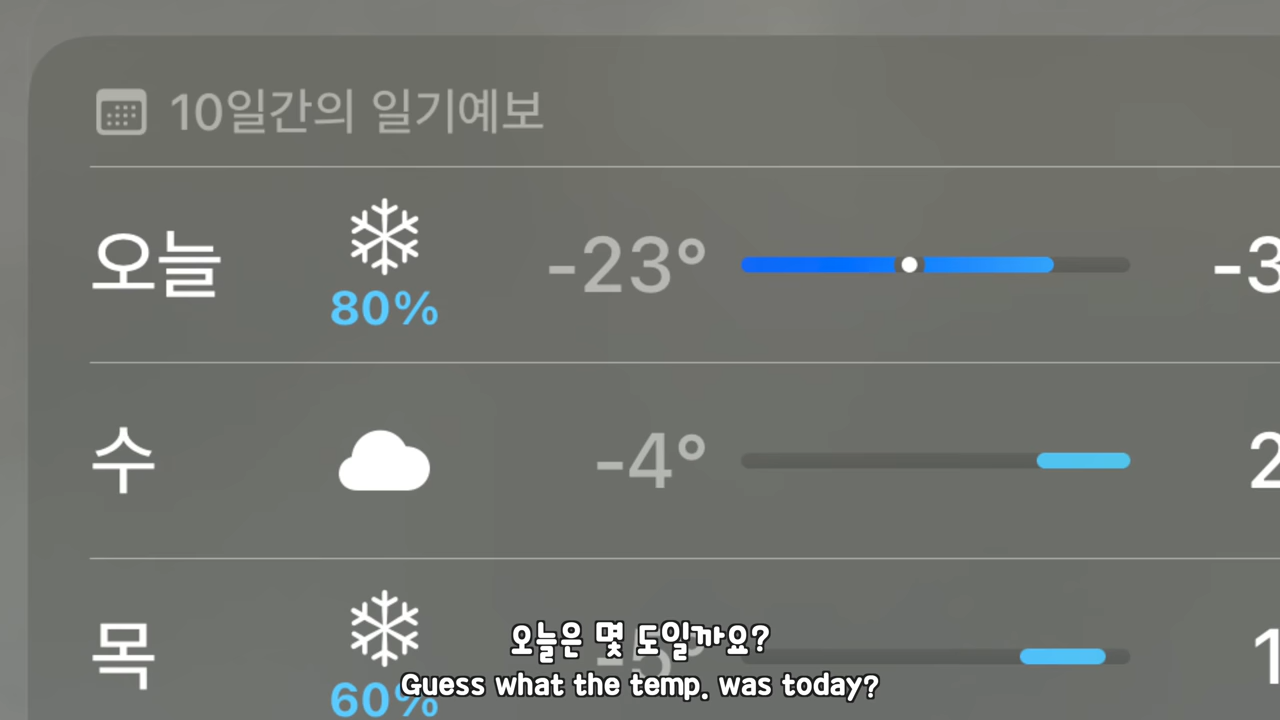 10일간의 일기예보
오늘
80%
-23°
-3
수
-4°
2
목
60%
-5°
1
오늘은 몇 도일까요?
Guess what the temp. was today?